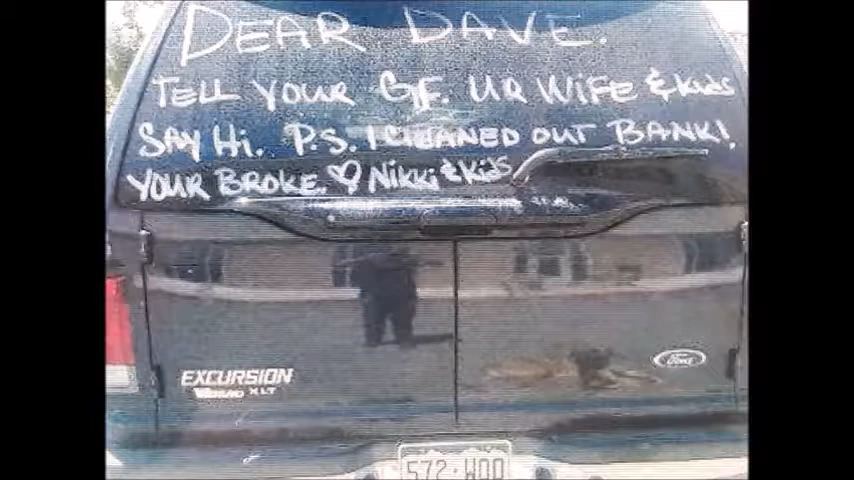 DEAR DAVE.
TELL YOUR GF. UR WIFE & KidS
SAY Hi. P.S. I CLEANED OUT BANK!
YOUR BROKE. ♡ Nikki & KidS
EXCURSION
XLT
Ford
572 WOO